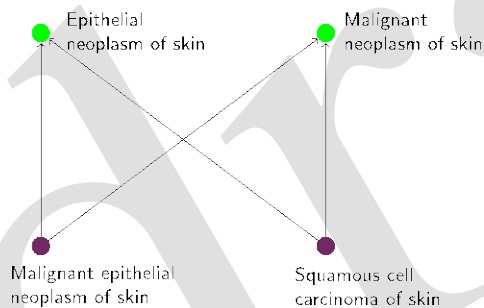 Epithelial
neoplasm of skin
Malignant
neoplasm of skin
Malignant epithelial
neoplasm of skin
Squamous cell
carcinoma of skin